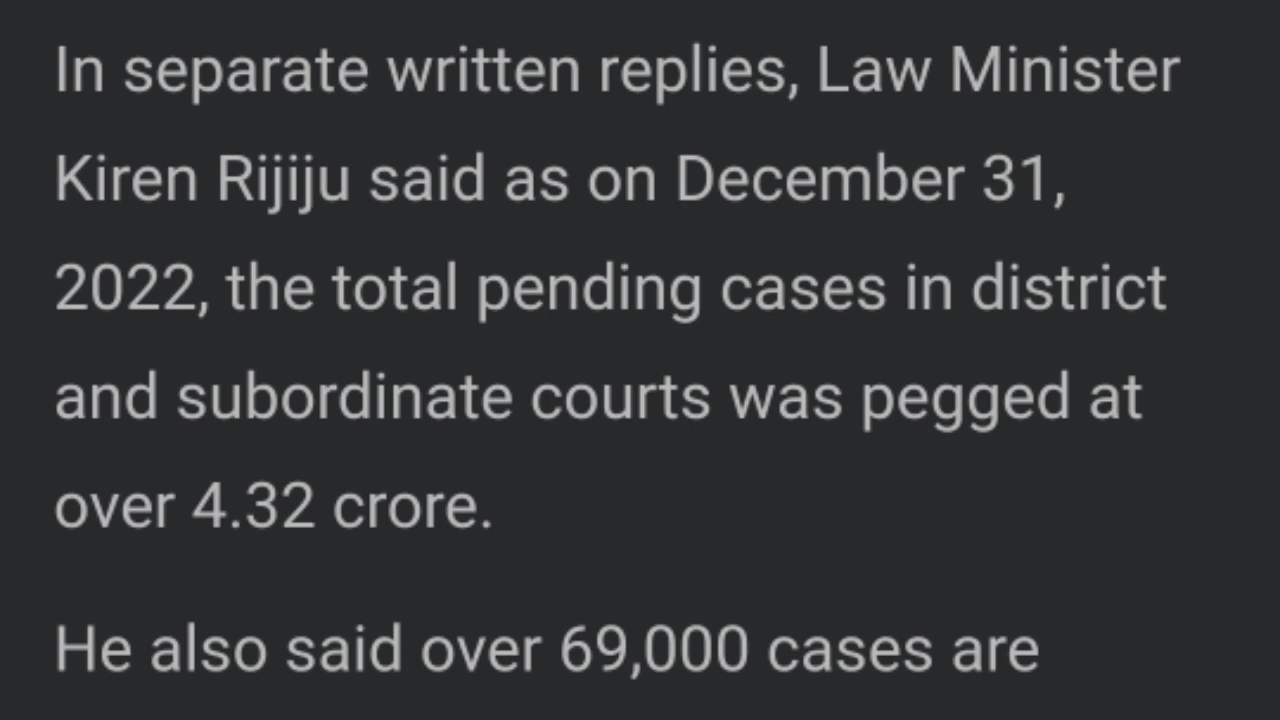 In separate written replies, Law Minister
Kiren Rijiju said as on December 31,
2022, the total pending cases in district
and subordinate courts was pegged at
over 4.32 crore.
He also said over 69,000 cases are